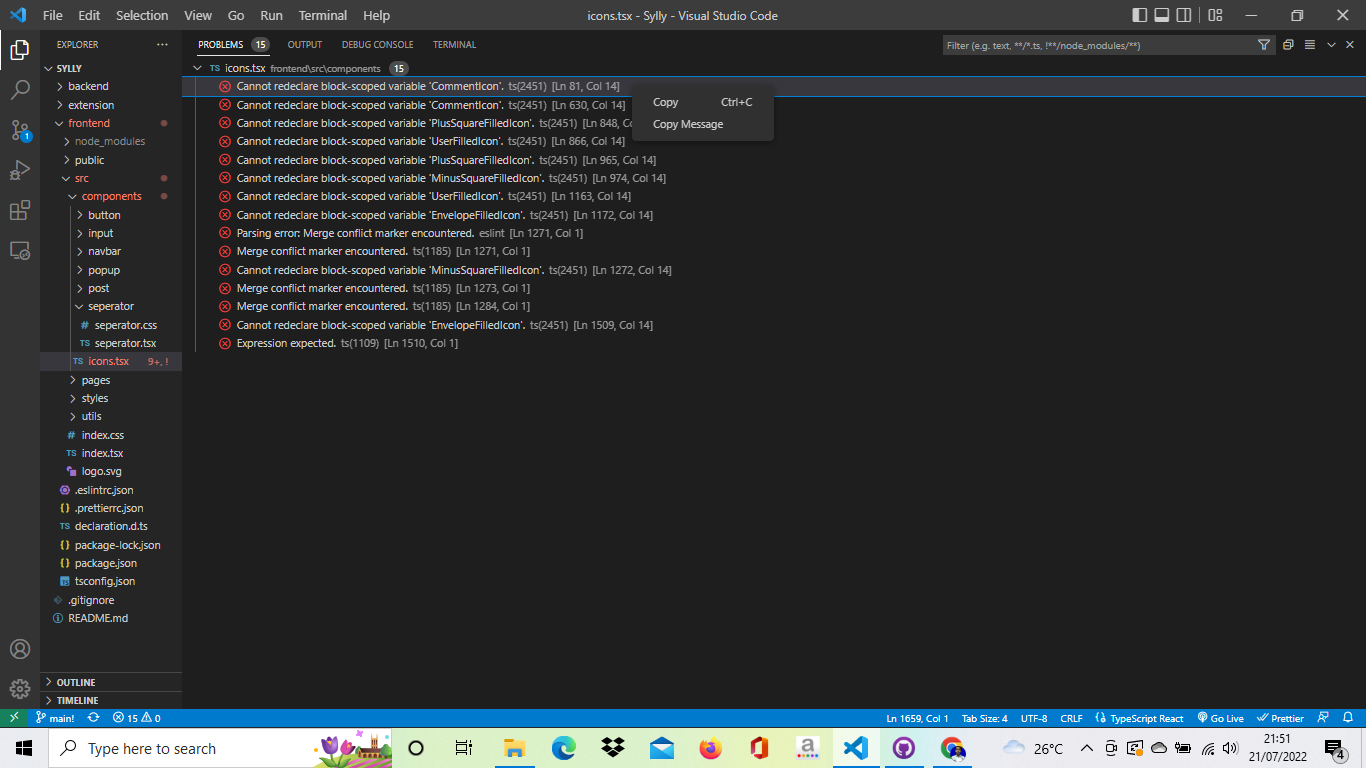 File Edit Selection View Go Run Terminal Help icons.tsx - Sylly - Visual Studio Code
EXPLORER
PROBLEMS 15 OUTPUT DEBUG CONSOLE TERMINAL Filter (e.g. text, **/*.ts, !**/node_modules/**)
SYLLY
backend
extension
frontend
node_modules
public
src
components
button
input
navbar
popup
post
seperator
# seperator.css
TS seperator.tsx
TS icons.tsx 9+, !
pages
styles
utils
# index.css
TS index.tsx
logo.svg
.eslintrc.json
{} .prettierrc.json
TS declaration.d.ts
{} package-lock.json
{} package.json
tsconfig.json
.gitignore
README.md
OUTLINE
TIMELINE
1
TS icons.tsx frontend\src\components 15
Cannot redeclare block-scoped variable 'CommentIcon'. ts(2451) [Ln 81, Col 14]
Cannot redeclare block-scoped variable 'CommentIcon'. ts(2451) [Ln 630, Col 14]
Cannot redeclare block-scoped variable 'PlusSquareFilledIcon'. ts(2451) [Ln 848, Co
Cannot redeclare block-scoped variable 'UserFilledIcon'. ts(2451) [Ln 866, Col 14]
Cannot redeclare block-scoped variable 'PlusSquareFilledIcon'. ts(2451) [Ln 965, Col 14]
Cannot redeclare block-scoped variable 'MinusSquareFilledIcon'. ts(2451) [Ln 974, Col 14]
Cannot redeclare block-scoped variable 'UserFilledIcon'. ts(2451) [Ln 1163, Col 14]
Cannot redeclare block-scoped variable 'EnvelopeFilledIcon'. ts(2451) [Ln 1172, Col 14]
Parsing error: Merge conflict marker encountered. eslint [Ln 1271, Col 1]
Merge conflict marker encountered. ts(1185) [Ln 1271, Col 1]
Cannot redeclare block-scoped variable 'MinusSquareFilledIcon'. ts(2451) [Ln 1272, Col 14]
Merge conflict marker encountered. ts(1185) [Ln 1273, Col 1]
Merge conflict marker encountered. ts(1185) [Ln 1284, Col 1]
Cannot redeclare block-scoped variable 'EnvelopeFilledIcon'. ts(2451) [Ln 1509, Col 14]
Expression expected. ts(1109) [Ln 1510, Col 1]
Copy Ctrl+C
Copy Message
main! 15 0 Ln 1659, Col 1 Tab Size: 4 UTF-8 CRLF {} TypeScript React Go Live Prettier
Type here to search a 26°C 21:51
21/07/2022 4